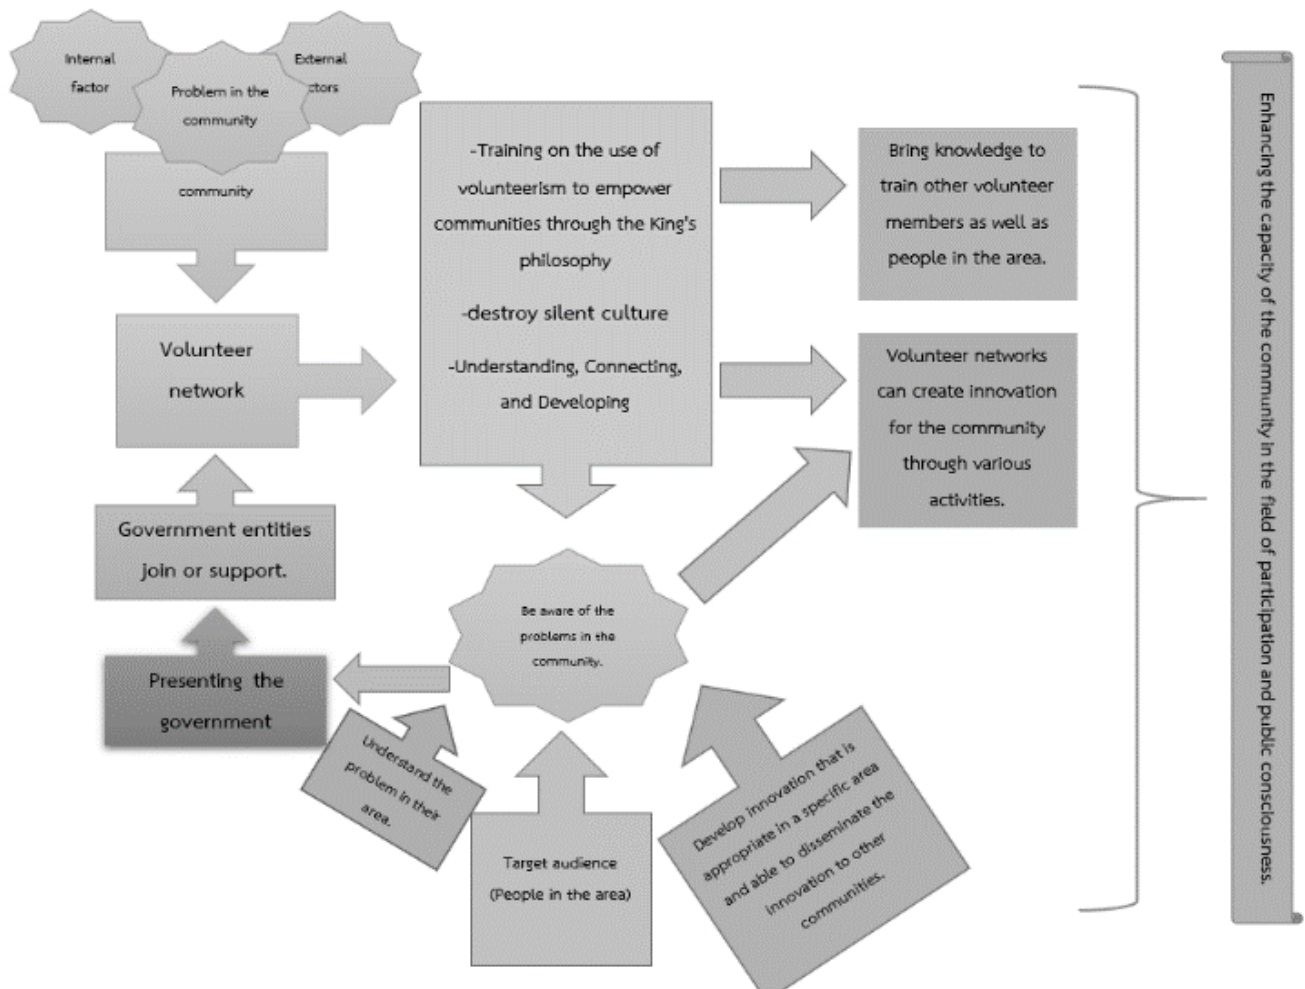 Internal
factor
External
ctors
Problem in the
community
community
Volunteer
network
Government entities
join or support.
Presenting the
government
-Training on the use of
volunteerism to empower
communities through the King's
philosophy
-destroy silent culture
-Understanding, Connecting,
and Developing
Be aware of the
problems in the
community.
Understand the
problem in their
area.
Target audience
(People in the area)
Develop innovation that is
appropriate in a specific area
and able to disseminate the
innovation to other
communities.
Bring knowledge to
train other volunteer
members as well as
people in the area.
Volunteer networks
can create innovation
for the community
through various
activities.
Enhancing the capacity of the community in the field of participation and public consciousness.